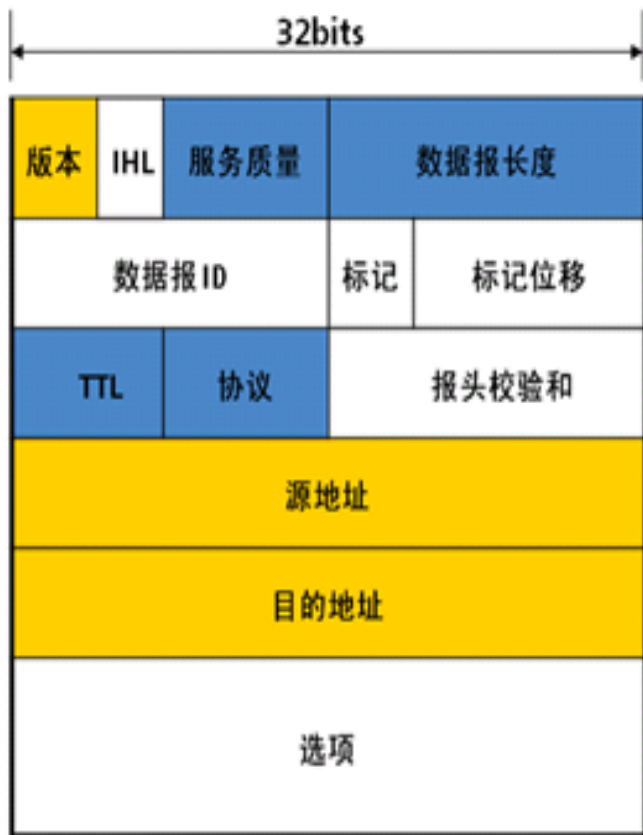 32bits
版本 IHL 服务质量 数据报长度
数据报ID 标记 标记位移
TTL 协议 报头校验和
源地址
目的地址
选项